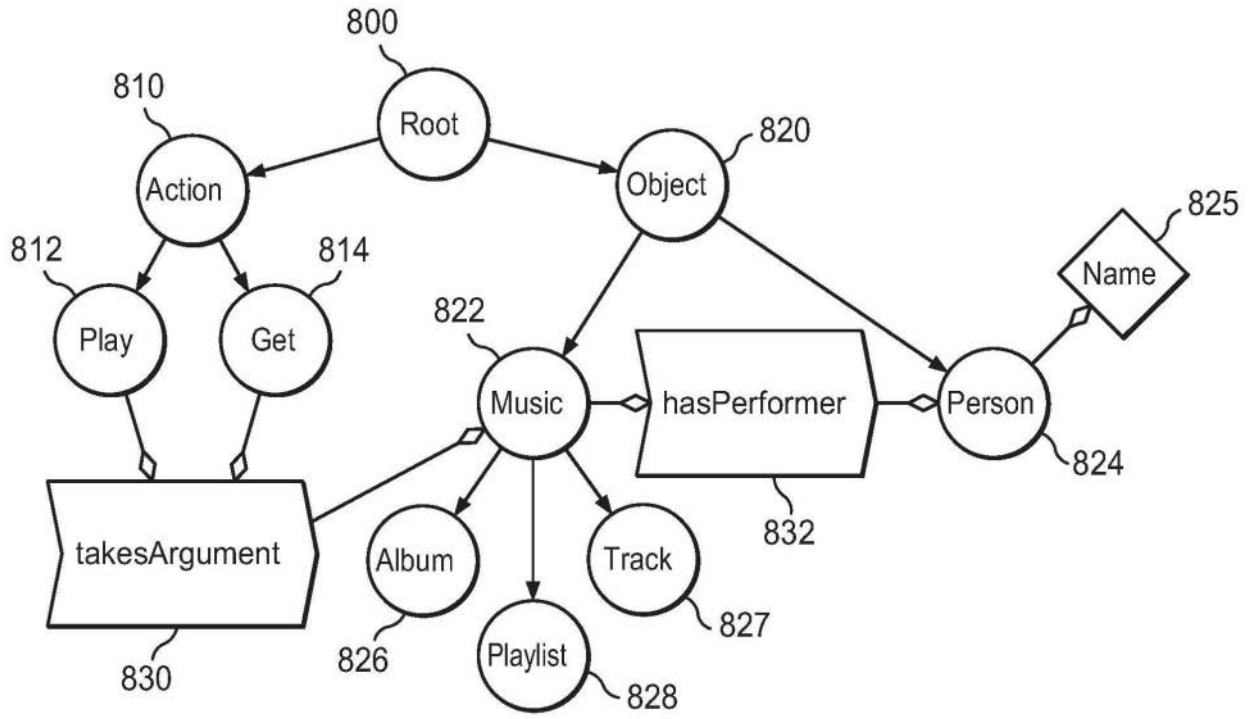 800
810
Root
820
Action
Object
825
812
814
Name
822
Play
Get
Music
hasPerformer
Person
824
832
takesArgument
Album
Track
827
826
Playlist
830
828